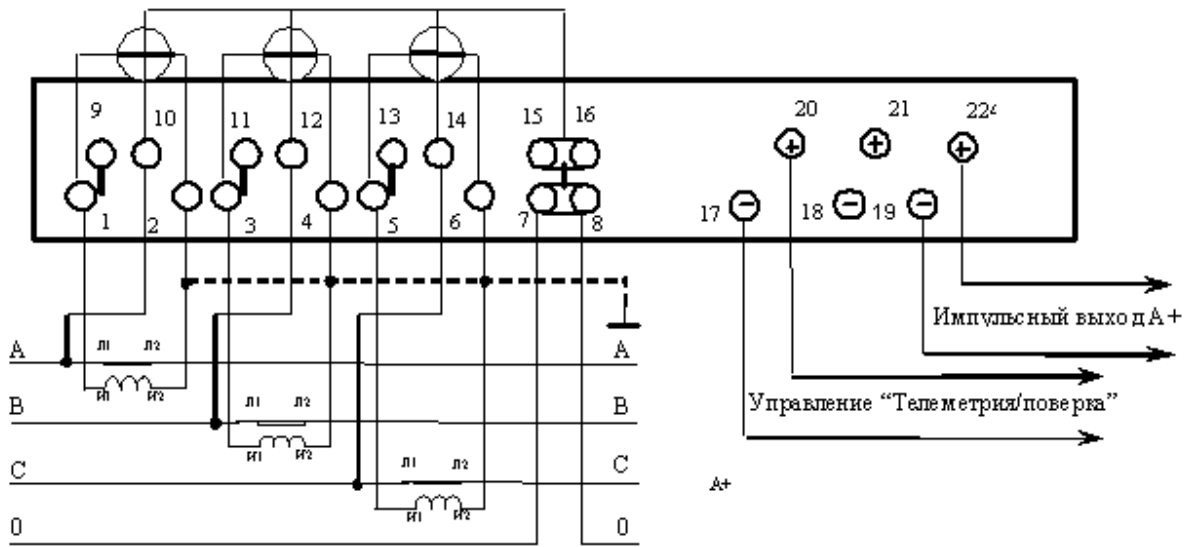 9 10 11 12 13 14 15 16 20 21 224
1 2 3 4 5 6 7 8 17 18 19
Импульсный выход А+
А Л1 Л2 А
И1 И2
Управление “Телеметрия/поверка”
В Л1 Л2 В
И1 И2
С Л1 Л2 С
А+
И1 И2
0 0